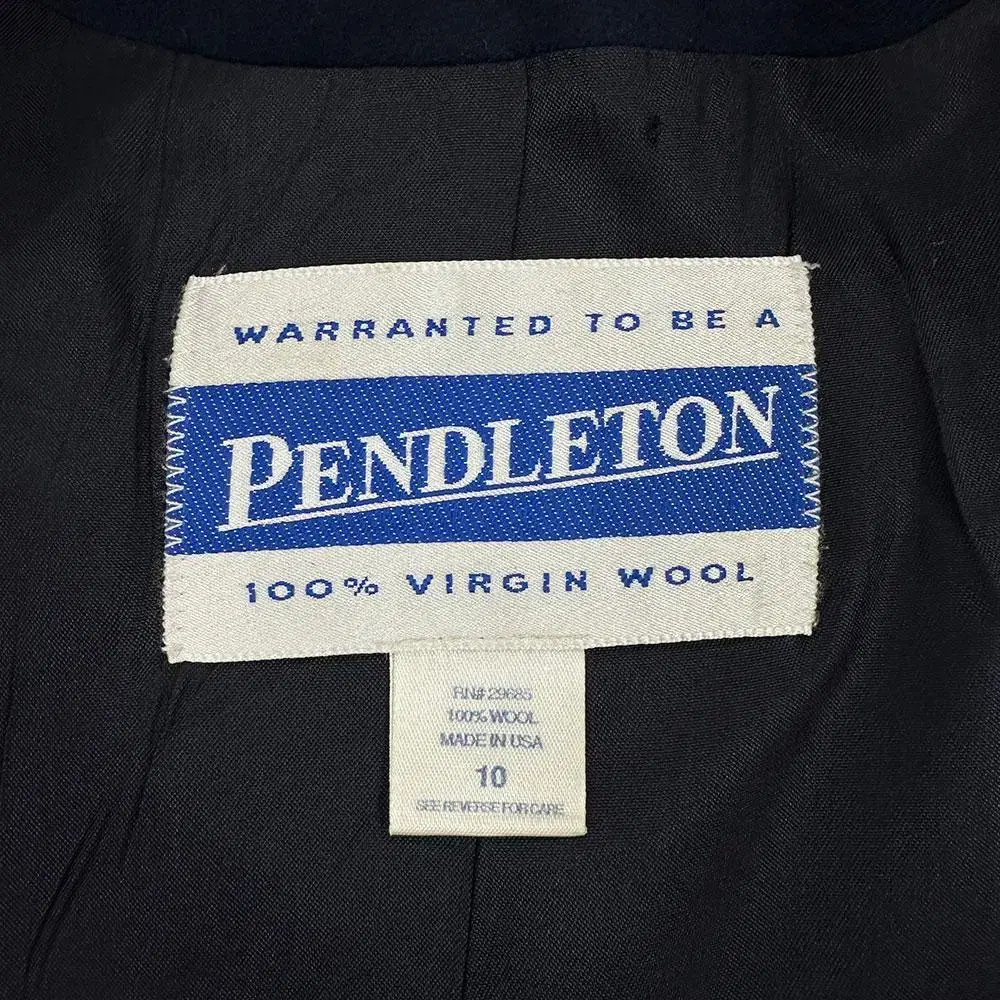 WARRANTED TO BE A
PENDLETON
100% VIRGIN WOOL
RN# 29685
100% WOOL
MADE IN USA
10
SEE REVERSE FOR CARE